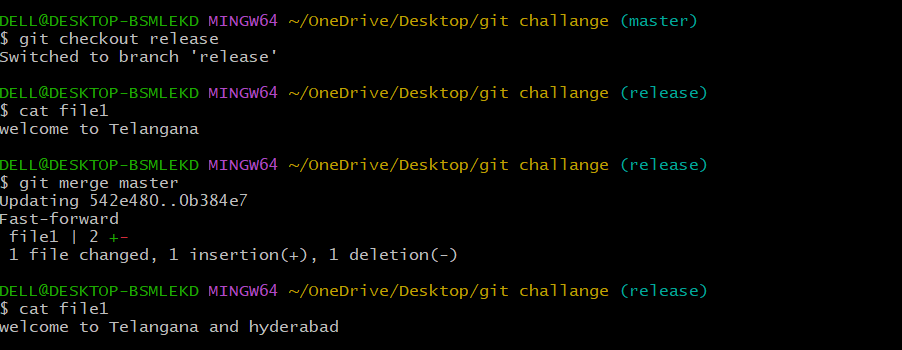 DELL@DESKTOP-BSMLEKD MINGW64 ~/OneDrive/Desktop/git challange (master)
$ git checkout release
Switched to branch 'release'
DELL@DESKTOP-BSMLEKD MINGW64 ~/OneDrive/Desktop/git challange (release)
$ cat file1
welcome to Telangana
DELL@DESKTOP-BSMLEKD MINGW64 ~/OneDrive/Desktop/git challange (release)
$ git merge master
Updating 542e480..0b384e7
Fast-forward
 file1 | 2 +-
 1 file changed, 1 insertion(+), 1 deletion(-)
DELL@DESKTOP-BSMLEKD MINGW64 ~/OneDrive/Desktop/git challange (release)
$ cat file1
welcome to Telangana and hyderabad